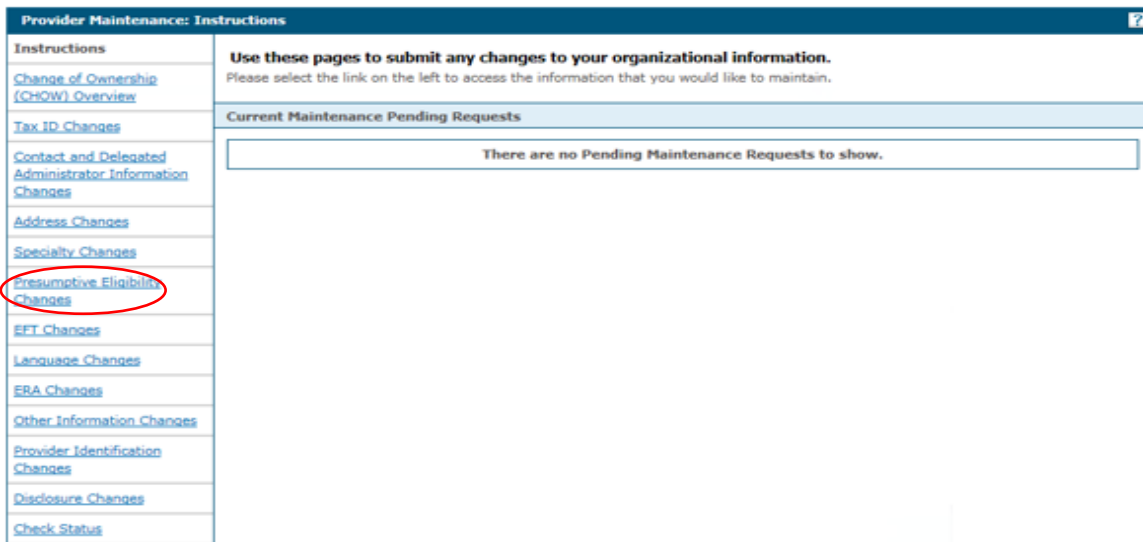 Provider Maintenance: Instructions
?
Instructions
Change of Ownership
(CHOW) Overview
Tax ID Changes
Contact and Delegated
Administrator Information
Changes
Address Changes
Specialty Changes
Presumptive Eligibility
Changes
EFT Changes
Language Changes
ERA Changes
Other Information Changes
Provider Identification
Changes
Disclosure Changes
Check Status
Use these pages to submit any changes to your organizational information.
Please select the link on the left to access the information that you would like to maintain.
Current Maintenance Pending Requests
There are no Pending Maintenance Requests to show.